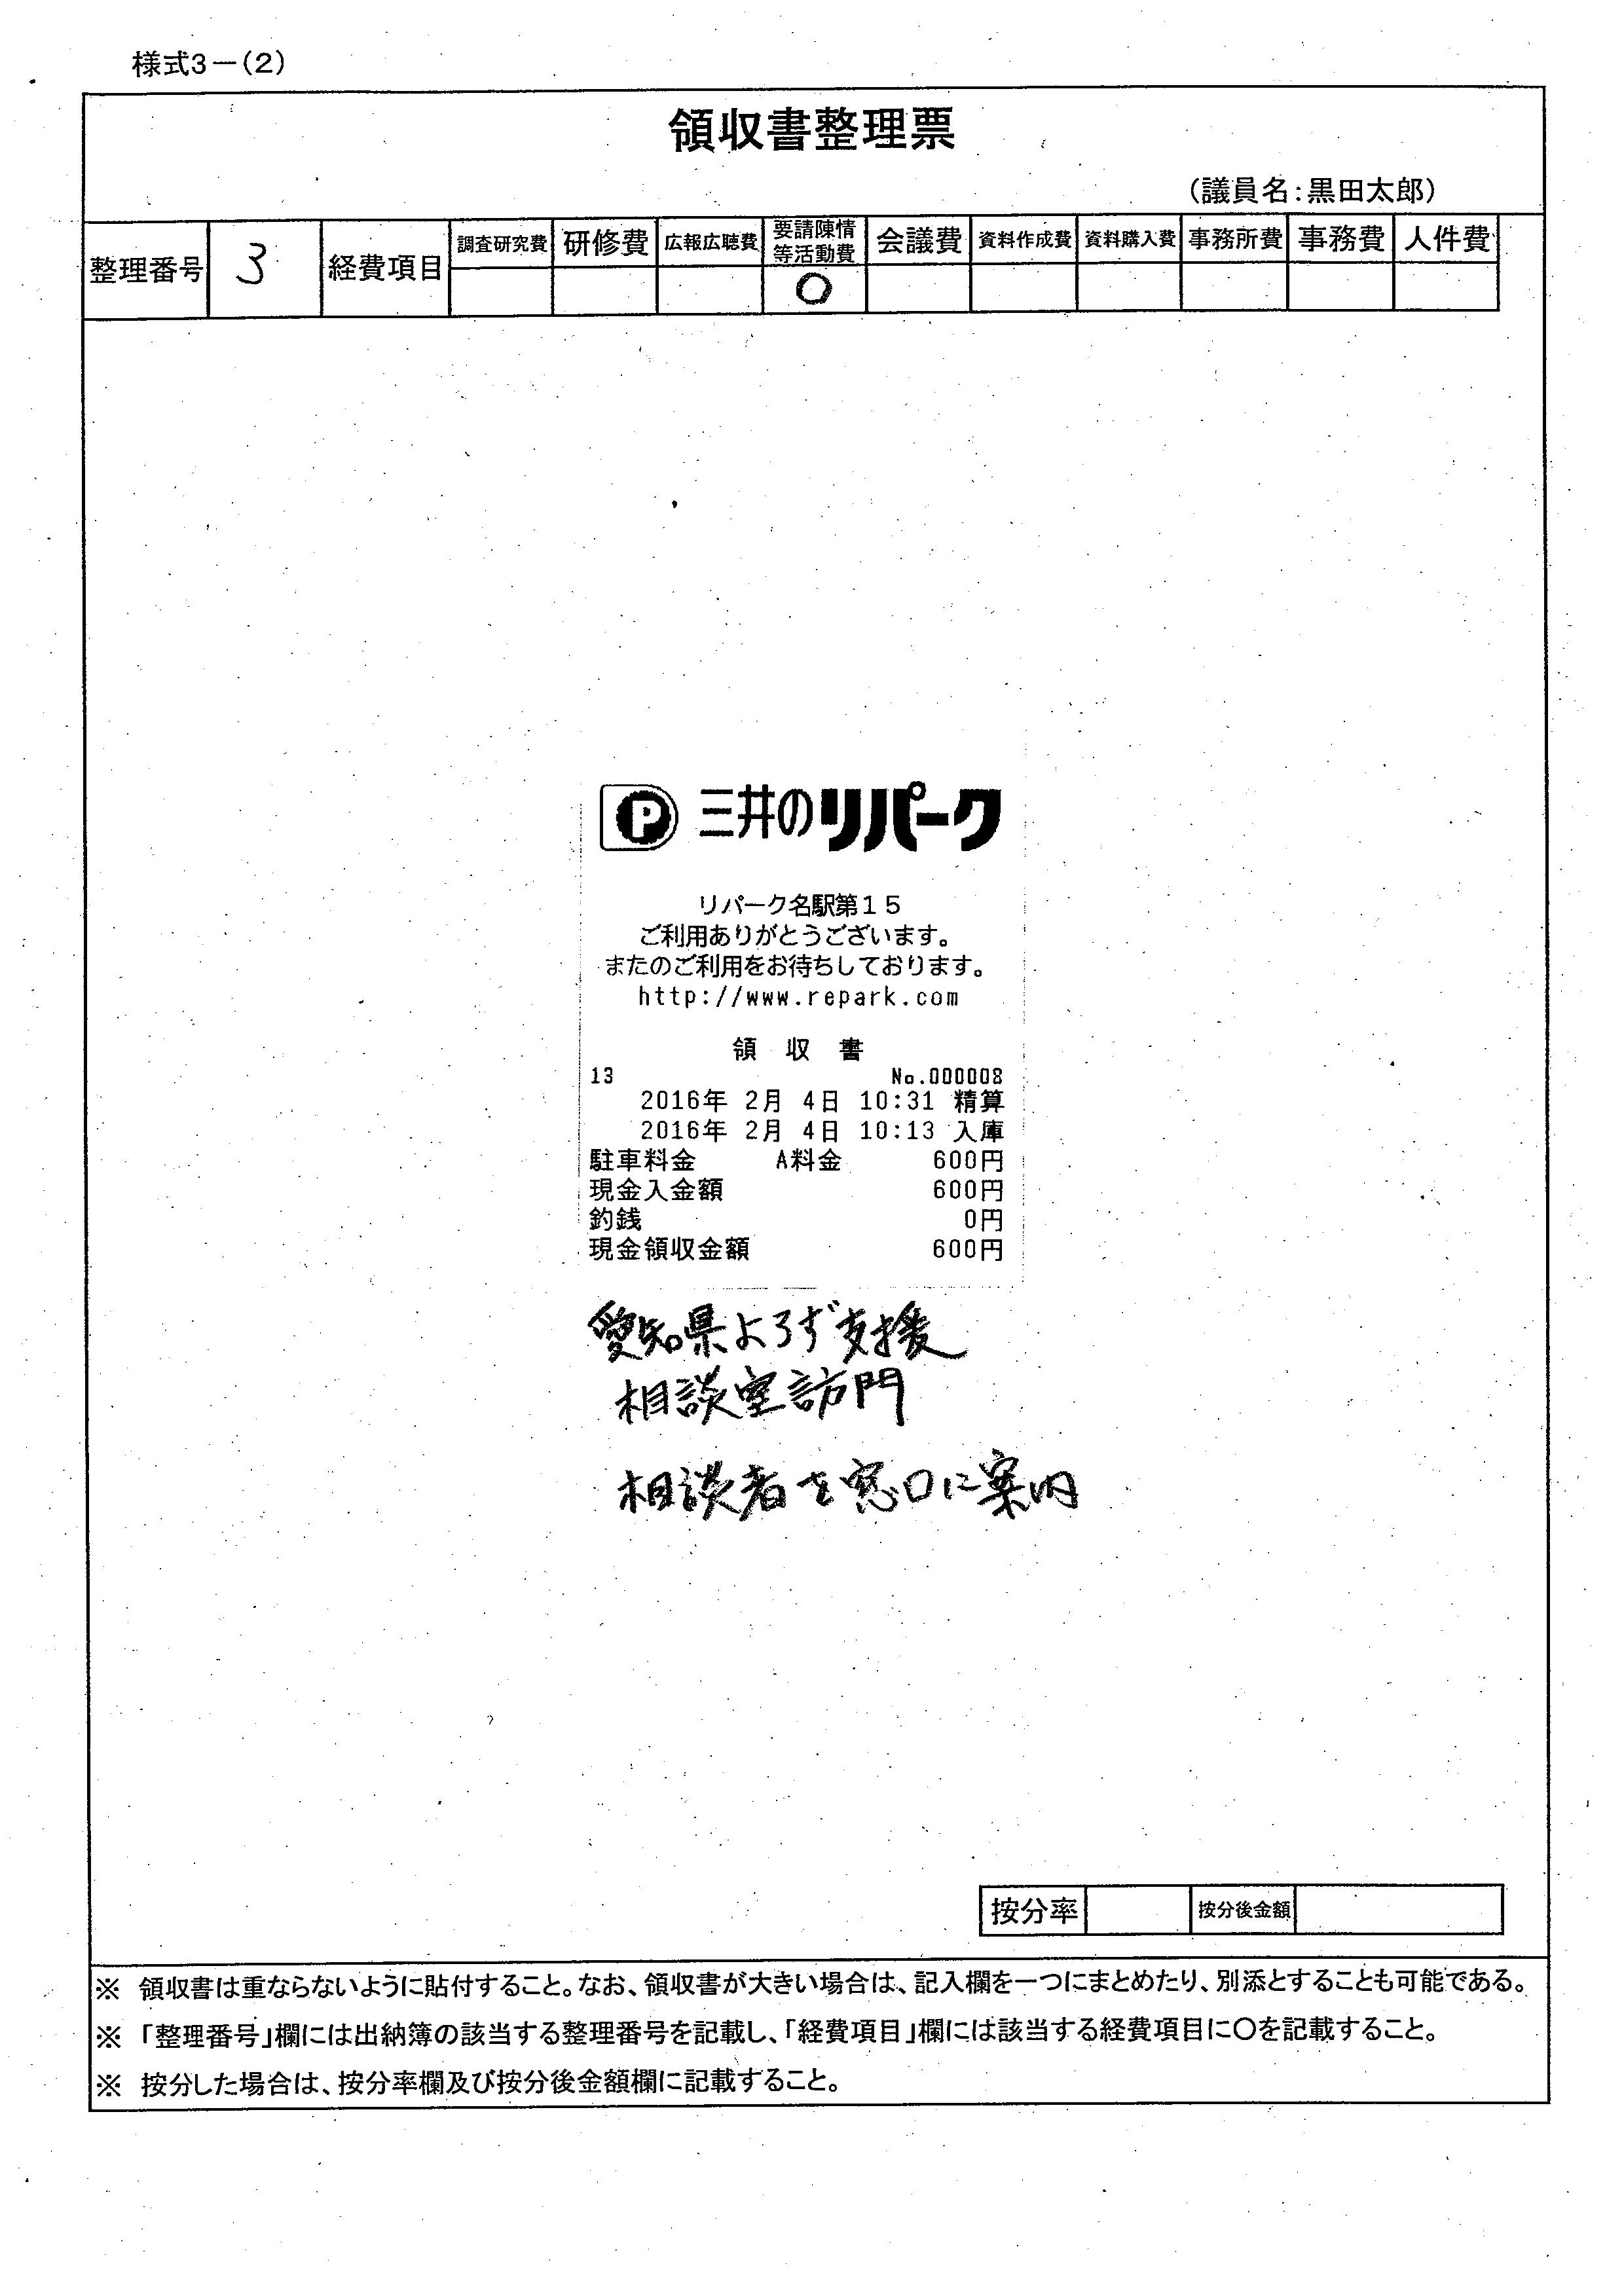 様式3－(2)
領収書整理票
(議員名:黒田太郎)
整理番号 3 経費項目 調査研究費 研修費 広報広聴費 要請陳情等活動費 会議費 資料作成費 資料購入費 事務所費 事務費 人件費
○
P 三井のリパーク
リパーク名駅第15
ご利用ありがとうございます。
またのご利用をお待ちしております。
http://www.repark.com
領 収 書
13 No.000008
2016年 2月 4日 10:31 精算
2016年 2月 4日 10:13 入庫
駐車料金 A料金 600円
現金入金額 600円
釣銭 0円
現金領収金額 600円
愛知県よろず支援
相談室訪門
相談者を窓口に案内
按分率 按分後金額
※ 領収書は重ならないように貼付すること。なお、領収書が大きい場合は、記入欄を一つにまとめたり、別添とすることも可能である。
※ 「整理番号」欄には出納簿の該当する整理番号を記載し、「経費項目」欄には該当する経費項目に○を記載すること。
※ 按分した場合は、按分率欄及び按分後金額欄に記載すること。